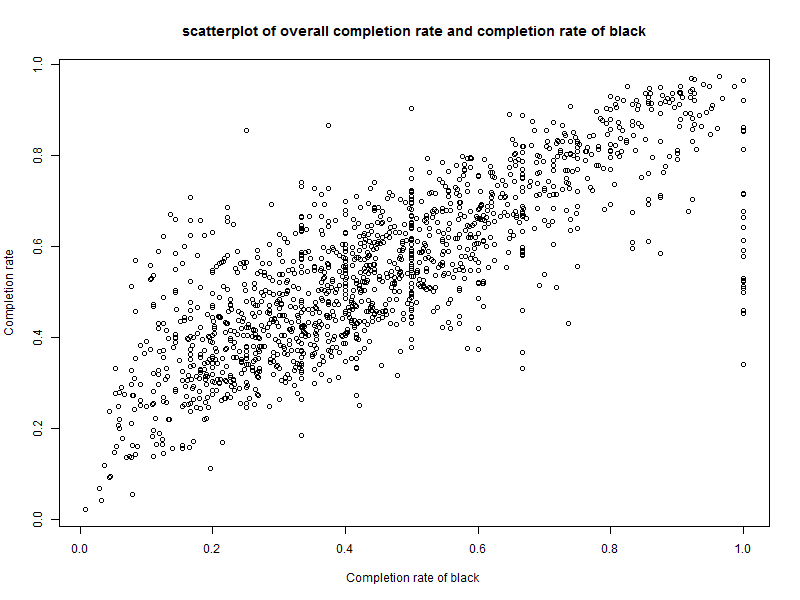 scatterplot of overall completion rate and completion rate of black
1.0
0.8
0.6
0.4
0.2
0.0
Completion rate
0.0 0.2 0.4 0.6 0.8 1.0
Completion rate of black